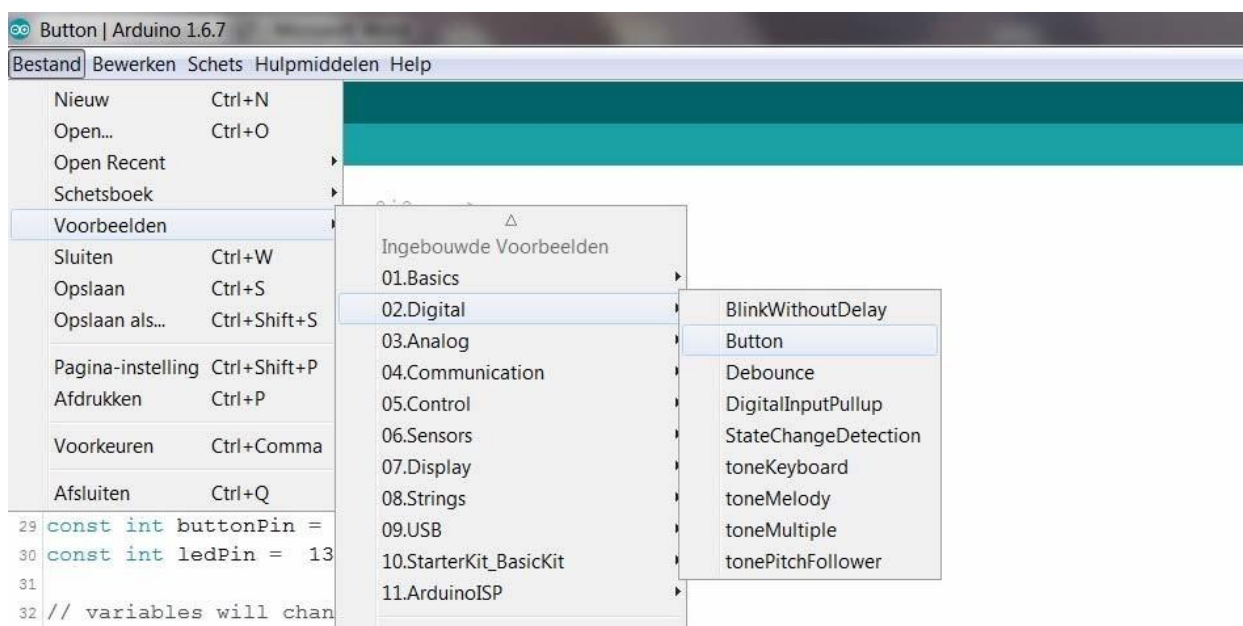 Button | Arduino 1.6.7
Bestand Bewerken Schets Hulpmiddelen Help
Nieuw Ctrl+N
Open... Ctrl+O
Open Recent
Schetsboek
Voorbeelden
Sluiten Ctrl+W
Opslaan Ctrl+S
Opslaan als... Ctrl+Shift+S
Pagina-instelling Ctrl+Shift+P
Afdrukken Ctrl+P
Voorkeuren Ctrl+Comma
Afsluiten Ctrl+Q
Ingebouwde Voorbeelden
01.Basics
02.Digital
03.Analog
04.Communication
05.Control
06.Sensors
07.Display
08.Strings
09.USB
10.StarterKit_BasicKit
11.ArduinoISP
BlinkWithoutDelay
Button
Debounce
DigitalInputPullup
StateChangeDetection
toneKeyboard
toneMelody
toneMultiple
tonePitchFollower
29 const int buttonPin =
30 const int ledPin = 13
31
32 // variables will chan